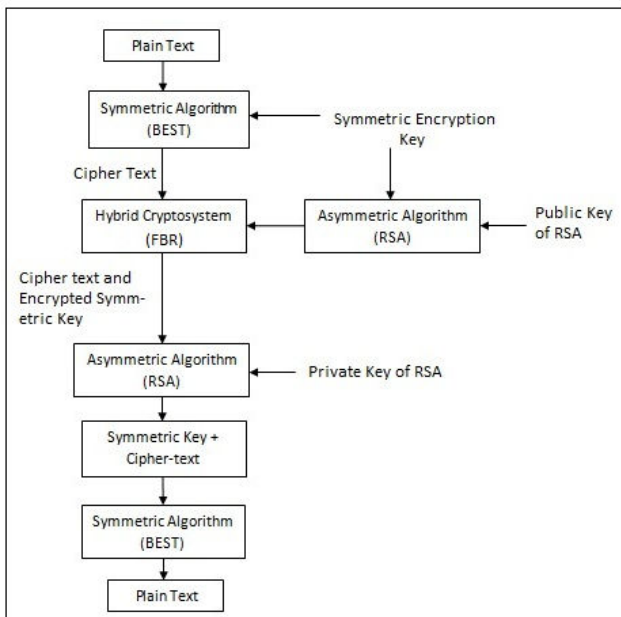 Plain Text
Symmetric Algorithm
(BEST)
Symmetric Encryption
Key
Cipher Text
Hybrid Cryptosystem
(FBR)
Asymmetric Algorithm
(RSA)
Public Key
of RSA
Cipher text and
Encrypted Symm-
etric Key
Asymmetric Algorithm
(RSA)
Private Key of RSA
Symmetric Key +
Cipher-text
Symmetric Algorithm
(BEST)
Plain Text